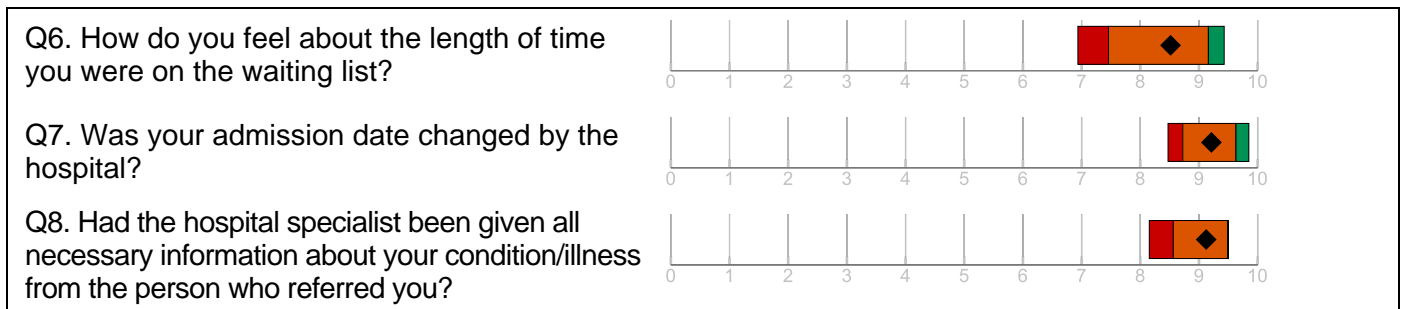 Q6. How do you feel about the length of time
you were on the waiting list?
0 1 2 3 4 5 6 7 8 9 10
Q7. Was your admission date changed by the
hospital?
0 1 2 3 4 5 6 7 8 9 10
Q8. Had the hospital specialist been given all
necessary information about your condition/illness
from the person who referred you?
0 1 2 3 4 5 6 7 8 9 10